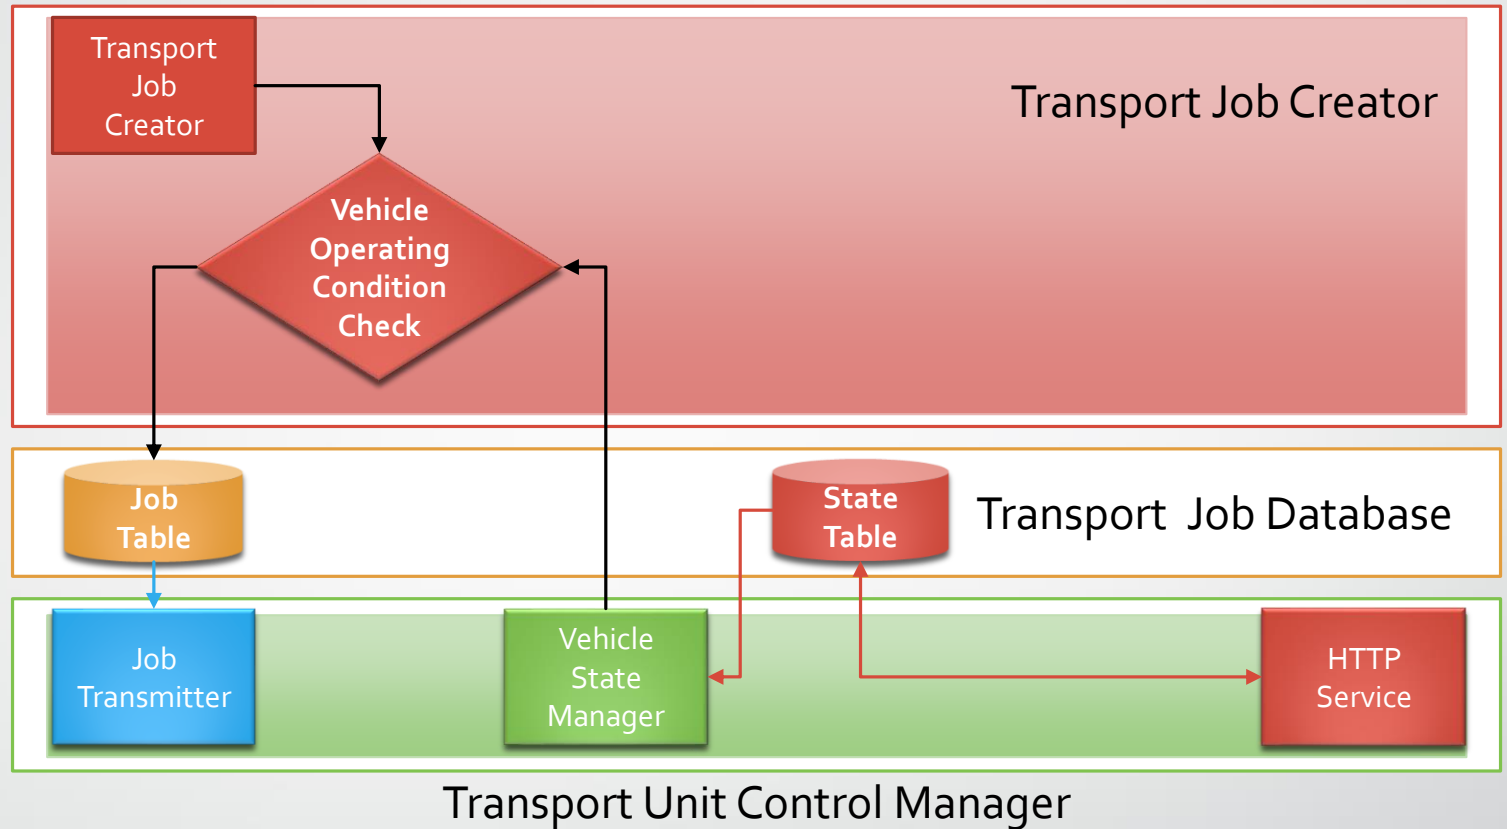 Transport
Job
Creator
Transport Job Creator
Vehicle
Operating
Condition
Check
Job
Table
State
Table
Transport Job Database
Job
Transmitter
Vehicle
State
Manager
HTTP
Service
Transport Unit Control Manager